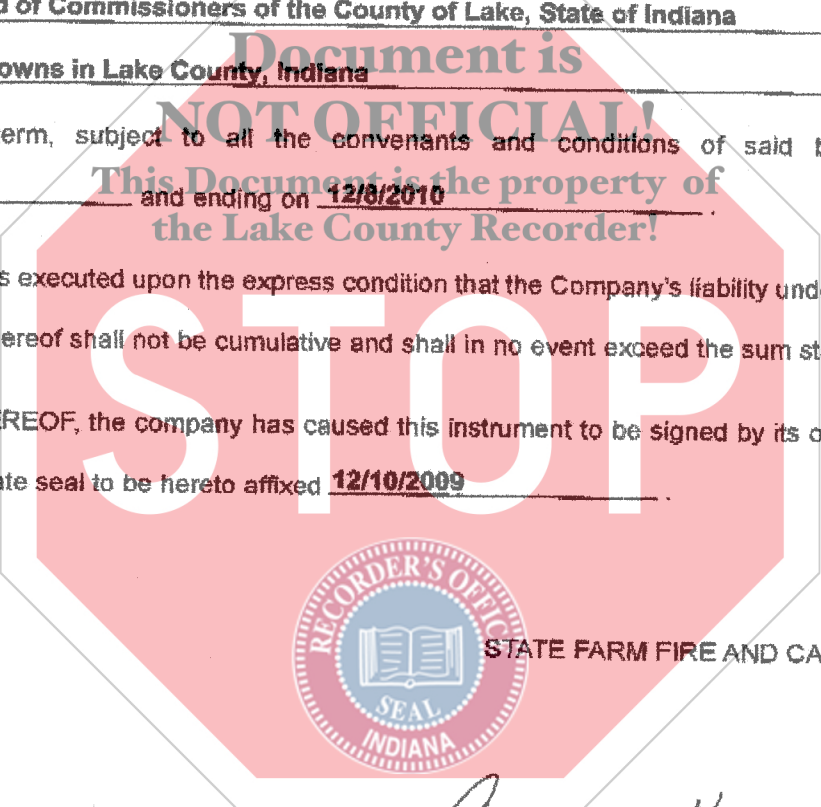 d of Commissioners of the County of Lake, State of Indiana
Document is
owns in Lake County, Indiana
NOT OFFICIAL!
erm, subject to all the convenants and conditions of said b
This Document is the property of
and ending on 12/8/2010 .
the Lake County Recorder!
s executed upon the express condition that the Company's liability und
ereof shall not be cumulative and shall in no event exceed the sum st
STOP
EREOF, the company has caused this instrument to be signed by its o
ate seal to be hereto affixed 12/10/2009 .
RECORDER'S OFFICE
STATE FARM FIRE AND CA
SEAL
INDIANA